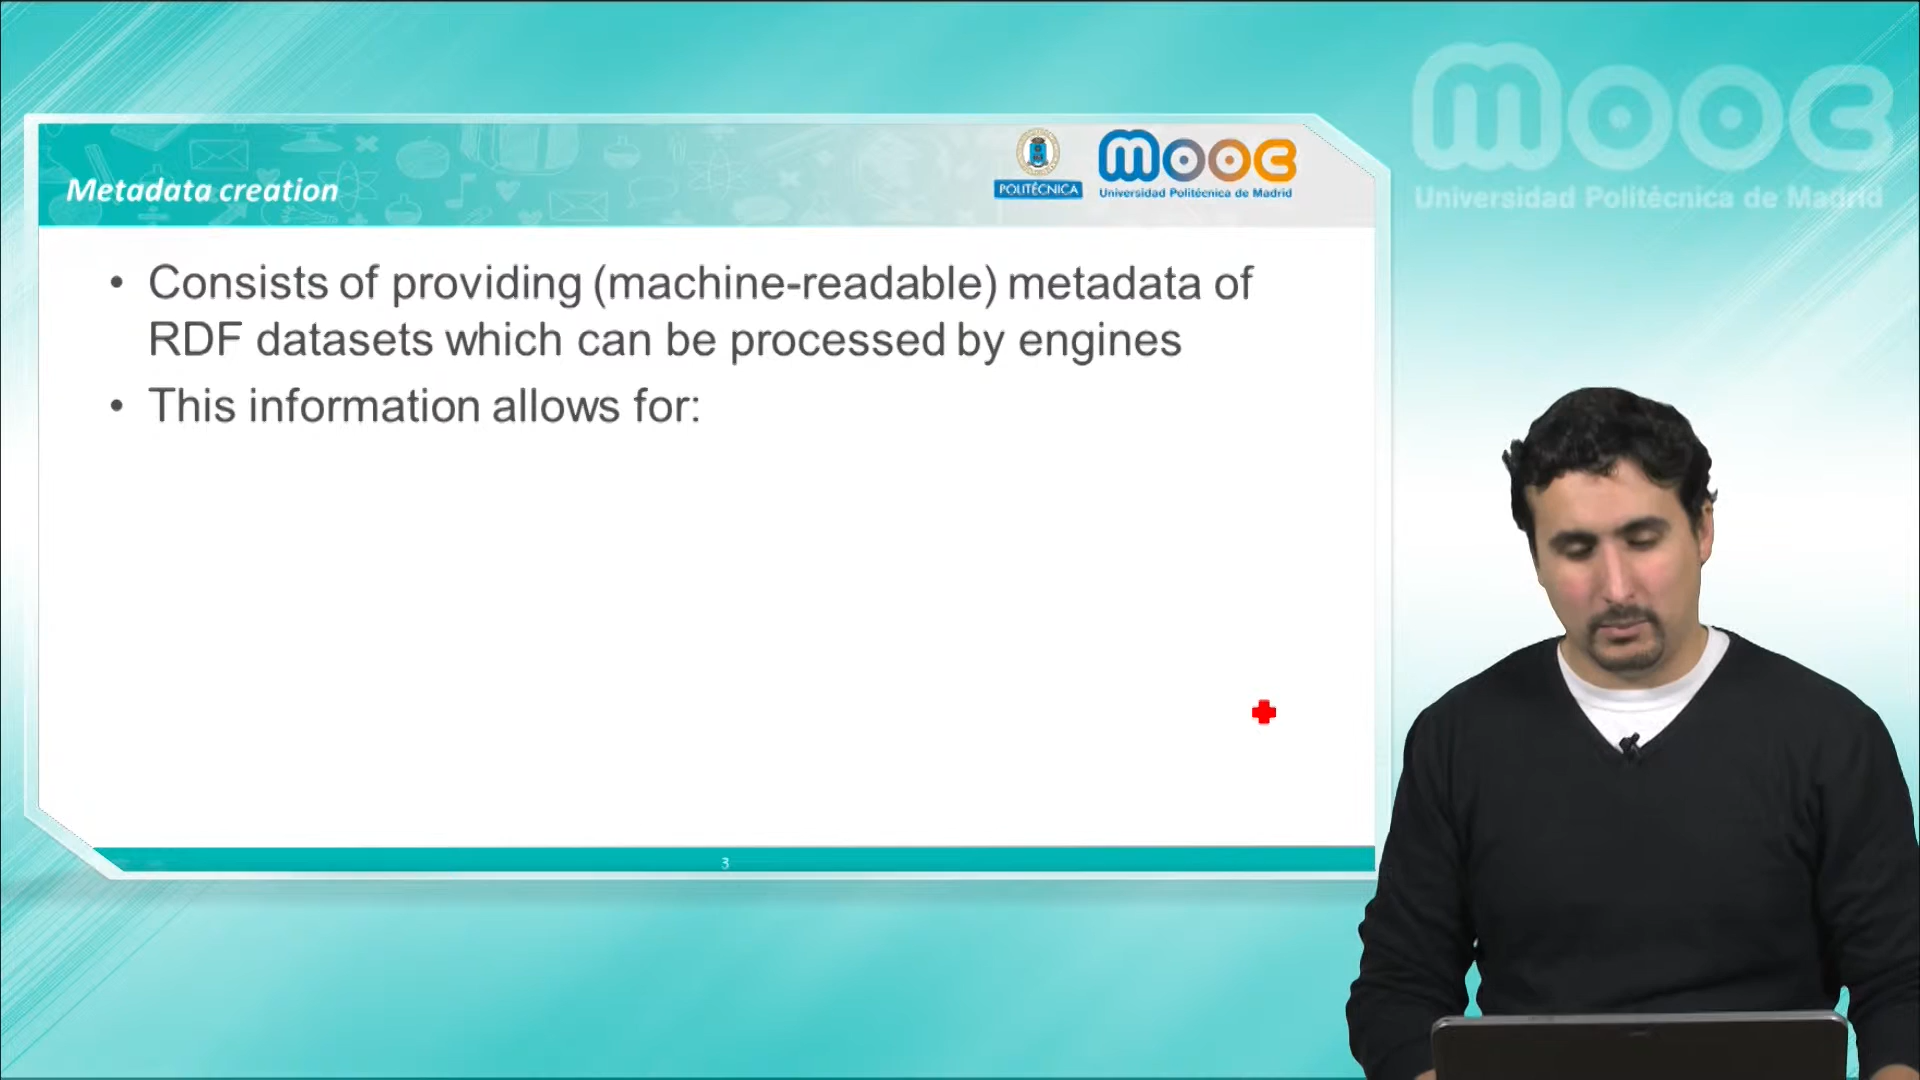 mooc
Universidad Politécnica de Madrid
Metadata creation
POLITÉCNICA
mooc
Universidad Politécnica de Madrid
• Consists of providing (machine-readable) metadata of
RDF datasets which can be processed by engines
• This information allows for:
3